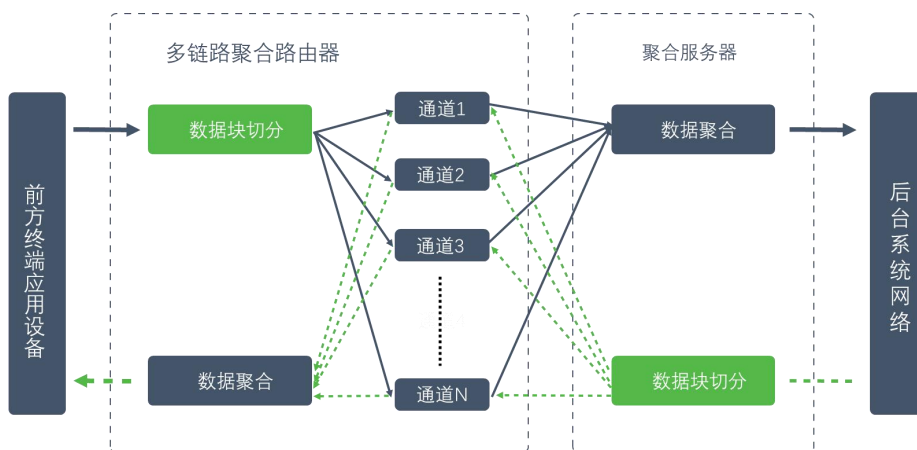 多链路聚合路由器
聚合服务器
前方终端应用设备
数据块切分
通道1
通道2
通道3
通道N
数据聚合
数据聚合
数据块切分
后台系统网络